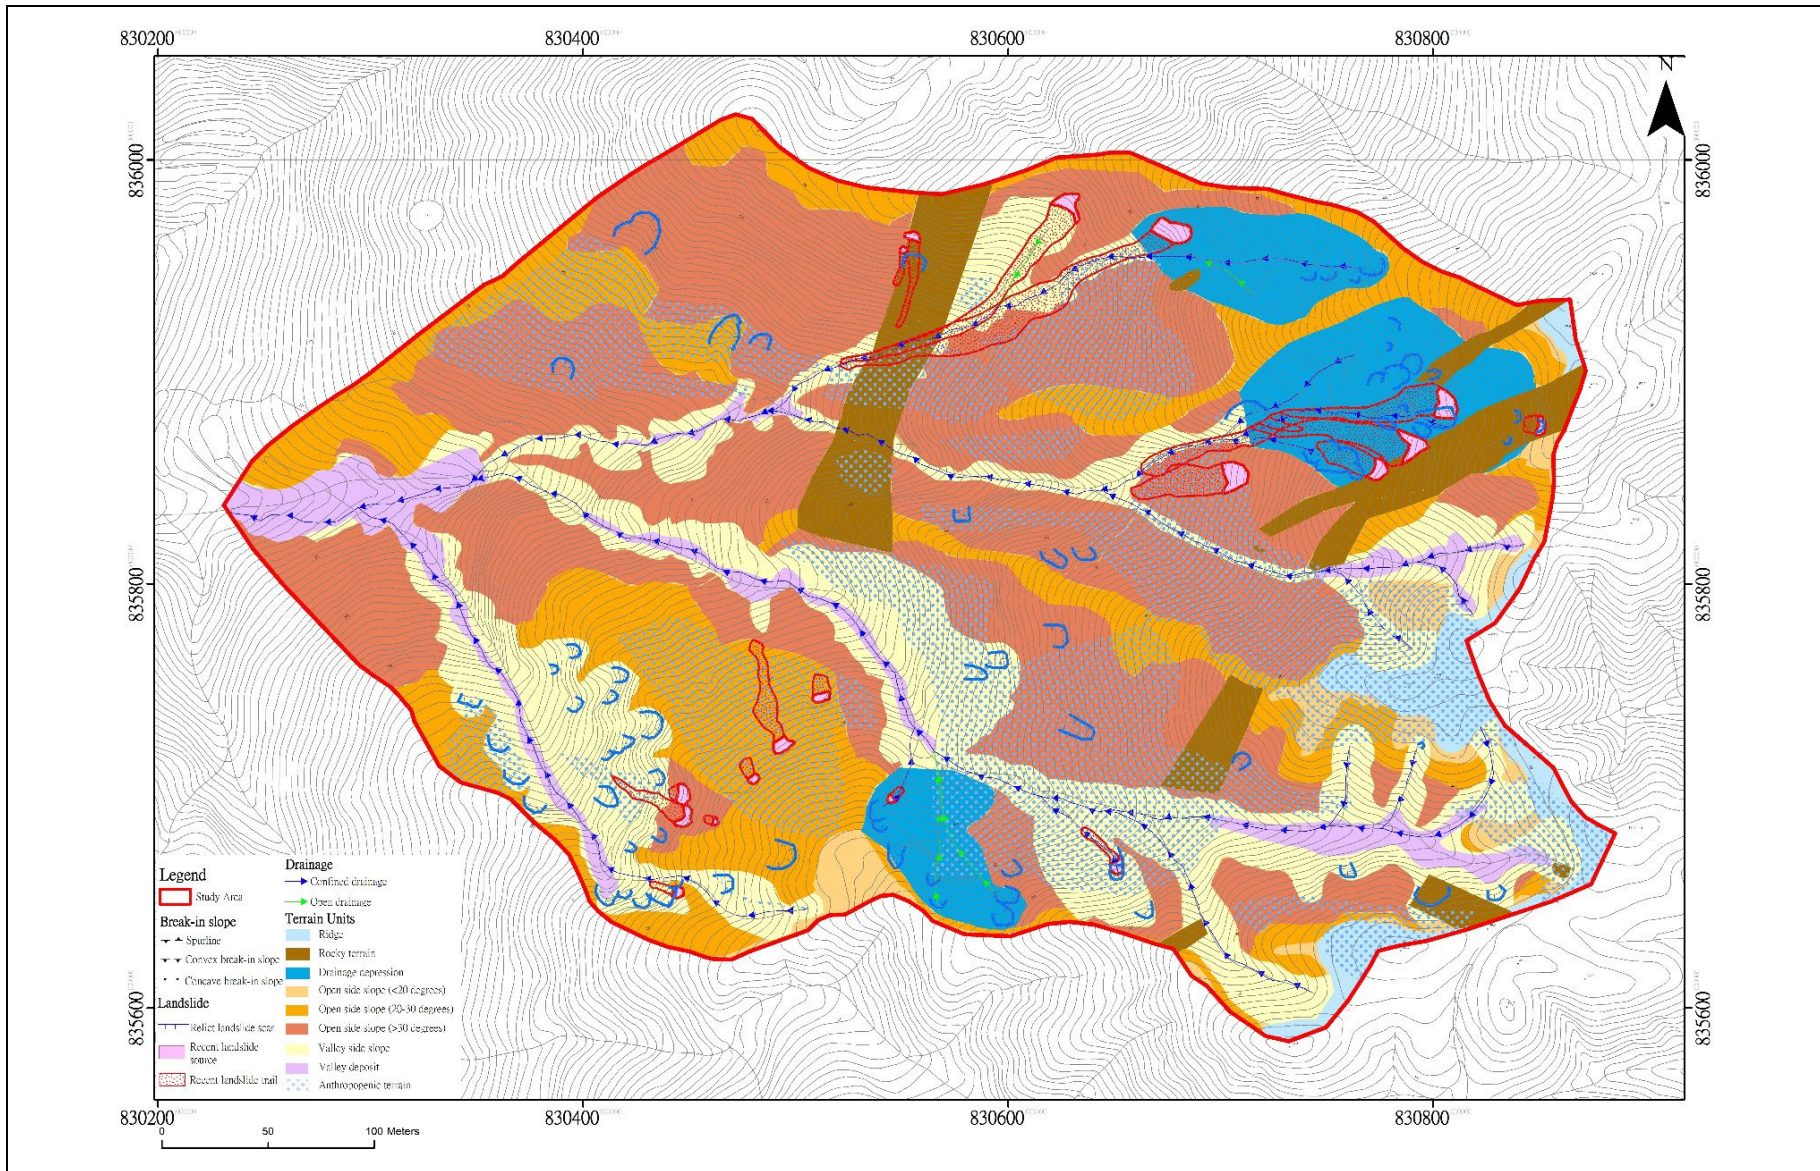 830200 830400 830600 830800
N
836000 836000
835800 835800
835600 835600
Legend
Study Area
Break-in slope
Spurline
Convex break-in slope
Concave break-in slope
Landslide
Relict landslide scar
Recent landslide
source
Recent landslide trail
Drainage
Confined drainage
Open drainage
Terrain Units
Ridge
Rocky terrain
Drainage depression
Open side slope (<20 degrees)
Open side slope (20-30 degrees)
Open side slope (>30 degrees)
Valley side slope
Valley deposit
Anthropogenic terrain
830200 830400 830600 830800
0 50 100 Meters